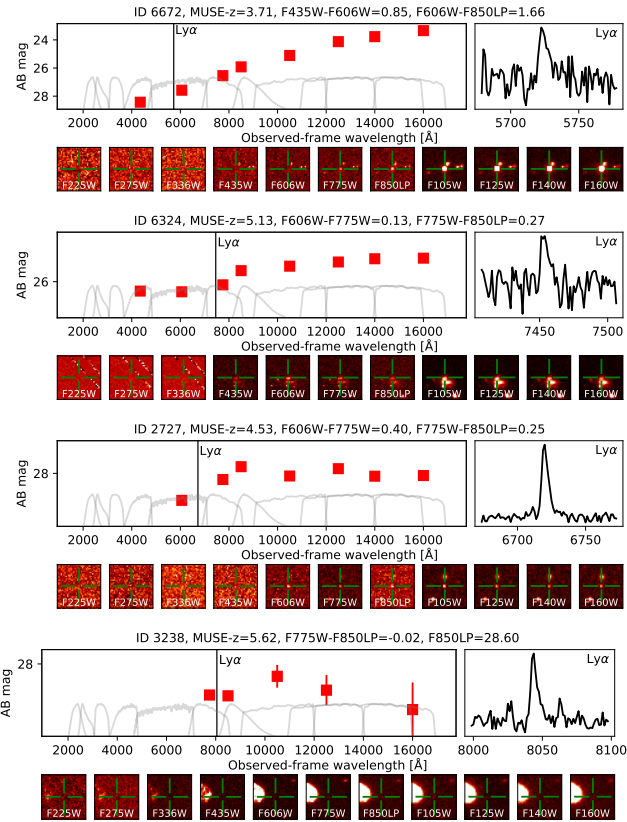 ID 6672, MUSE-z=3.71, F435W-F606W=0.85, F606W-F850LP=1.66
AB mag
24
26
28
Lyα
Lyα
2000 4000 6000 8000 10000 12000 14000 16000
5700 5750
Observed-frame wavelength [Å]
F225W F275W F336W F435W F606W F775W F850LP F105W F125W F140W F160W
ID 6324, MUSE-z=5.13, F606W-F775W=0.13, F775W-F850LP=0.27
AB mag
26
Lyα
Lyα
2000 4000 6000 8000 10000 12000 14000 16000
7450 7500
Observed-frame wavelength [Å]
F225W F275W F336W F435W F606W F775W F850LP F105W F125W F140W F160W
ID 2727, MUSE-z=4.53, F606W-F775W=0.40, F775W-F850LP=0.25
AB mag
28
Lyα
Lyα
2000 4000 6000 8000 10000 12000 14000 16000
6700 6750
Observed-frame wavelength [Å]
F225W F275W F336W F435W F606W F775W F850LP F105W F125W F140W F160W
ID 3238, MUSE-z=5.62, F775W-F850LP=-0.02, F850LP=28.60
AB mag
28
Lyα
Lyα
2000 4000 6000 8000 10000 12000 14000 16000
8000 8050 8100
Observed-frame wavelength [Å]
F225W F275W F336W F435W F606W F775W F850LP F105W F125W F140W F160W